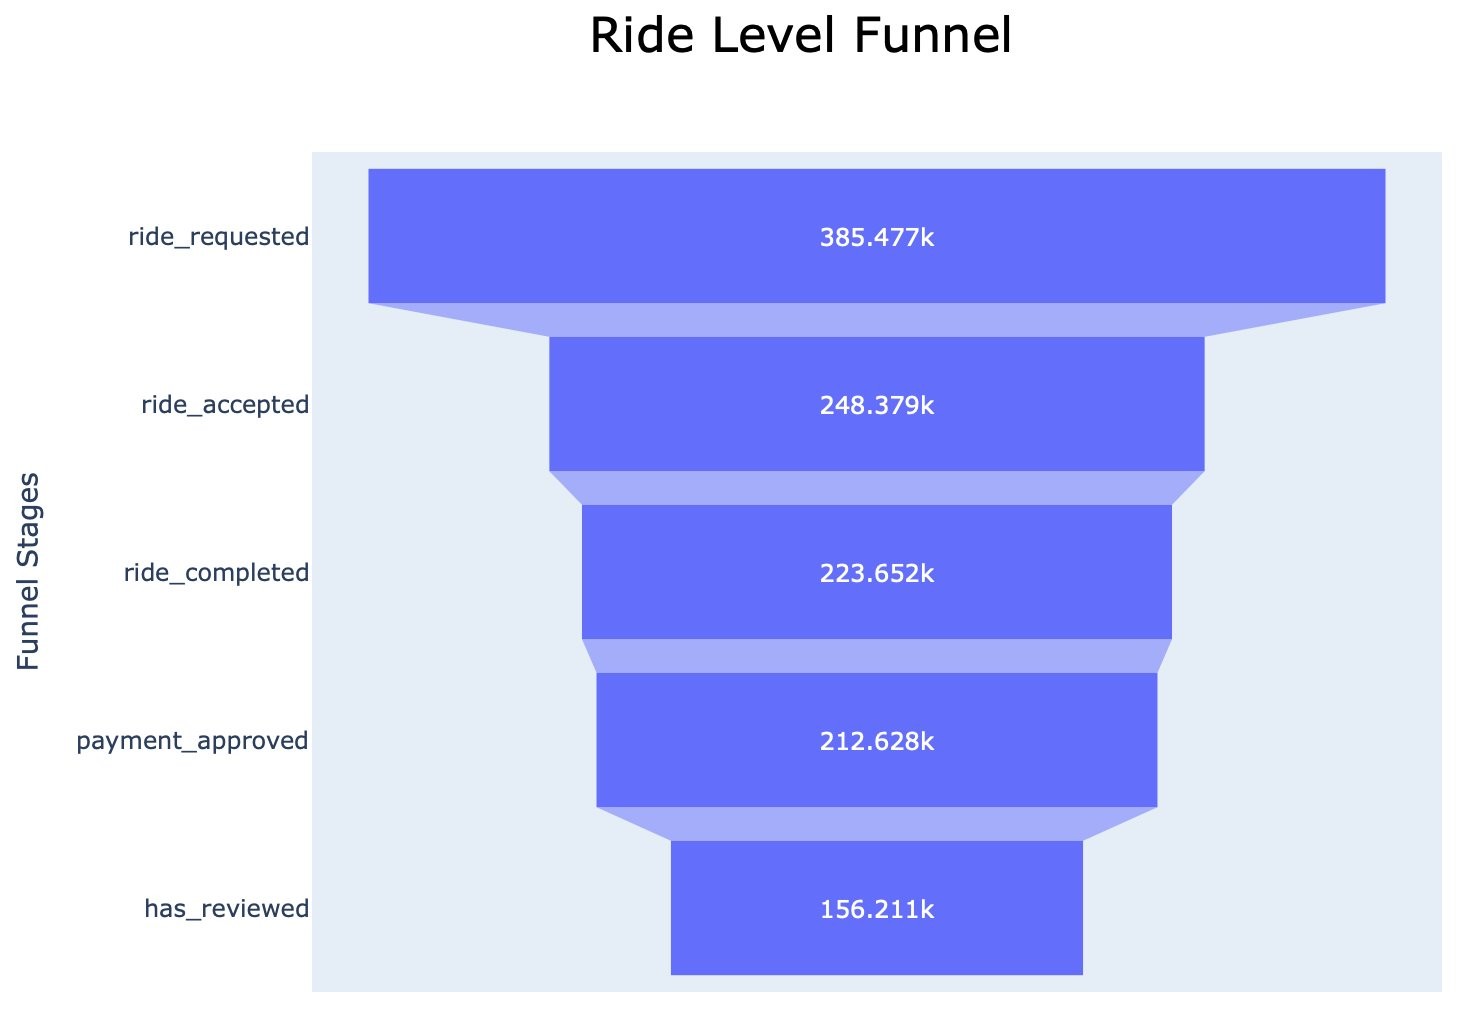 Ride Level Funnel
ride_requested
385.477k
ride_accepted
248.379k
ride_completed
223.652k
payment_approved
212.628k
has_reviewed
156.211k
Funnel Stages